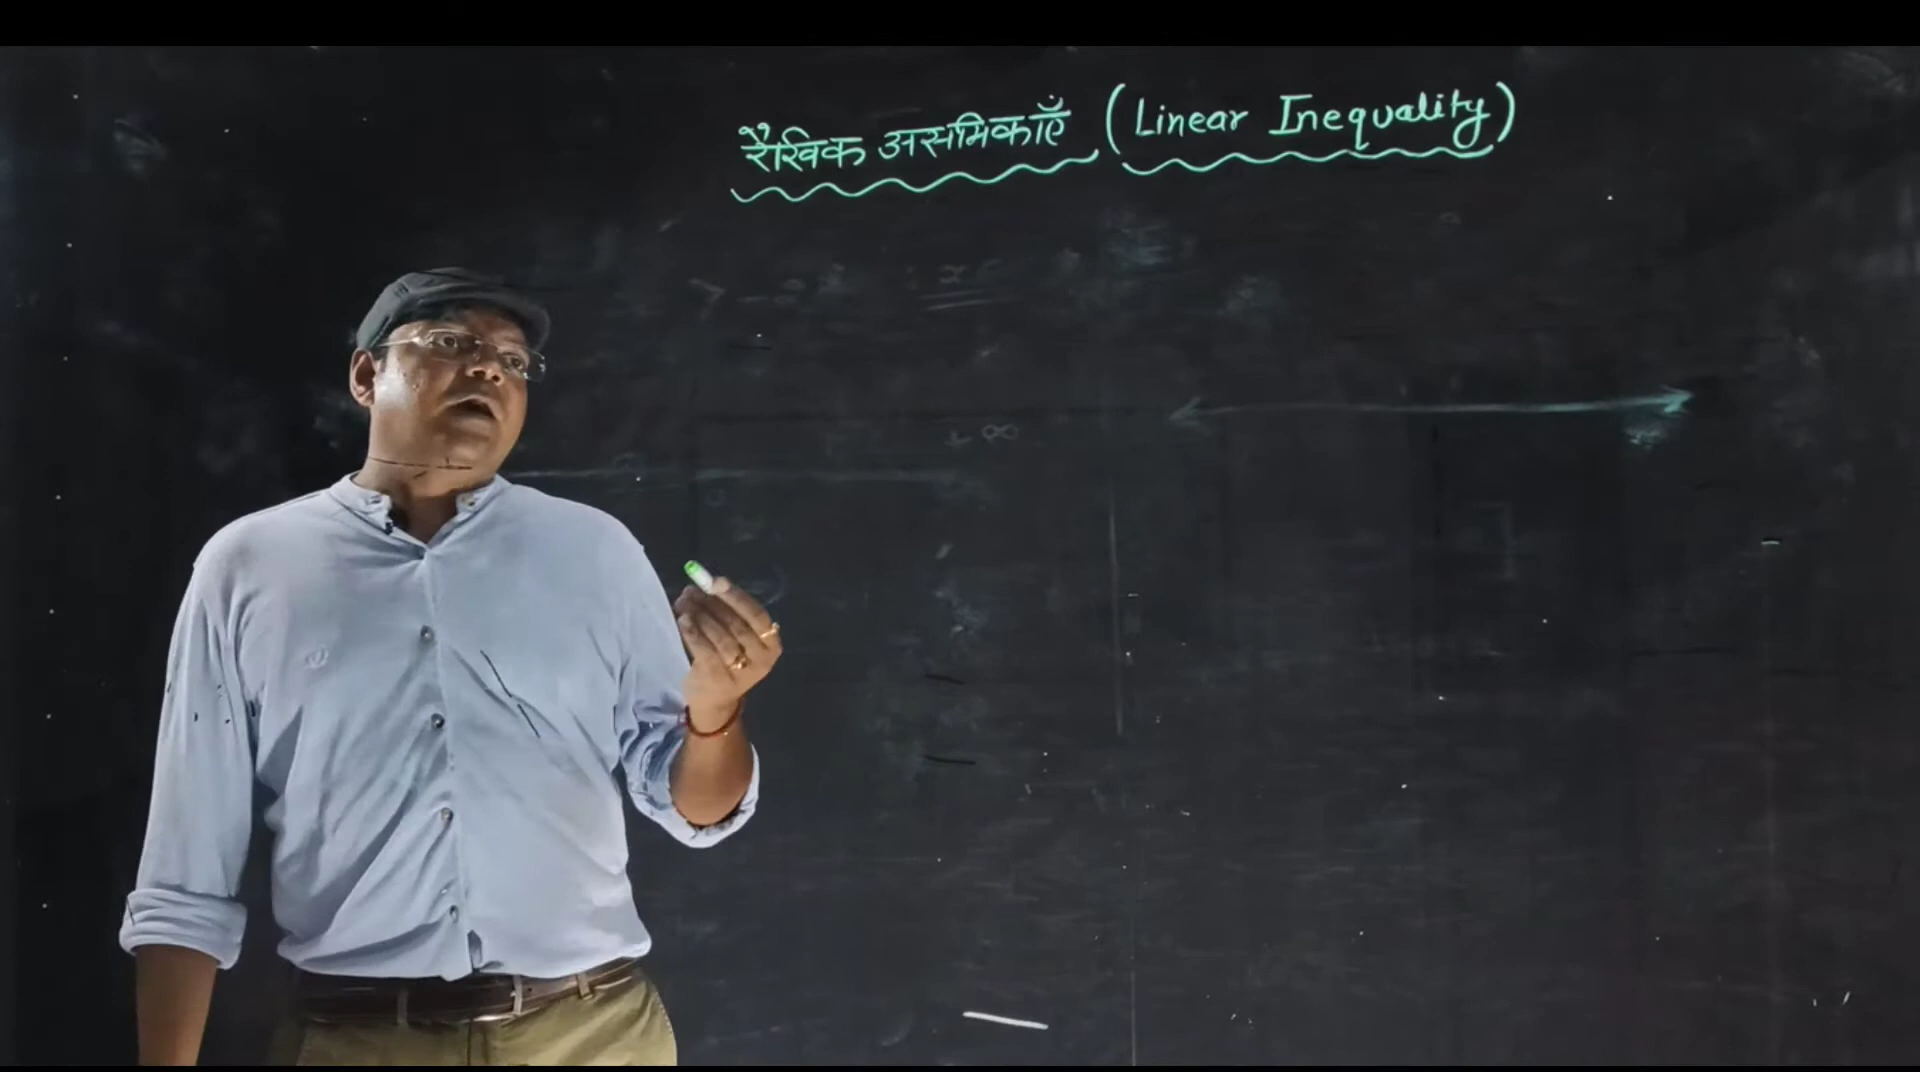 रैखिक असमिकाएँ (Linear Inequality)
+ ∞